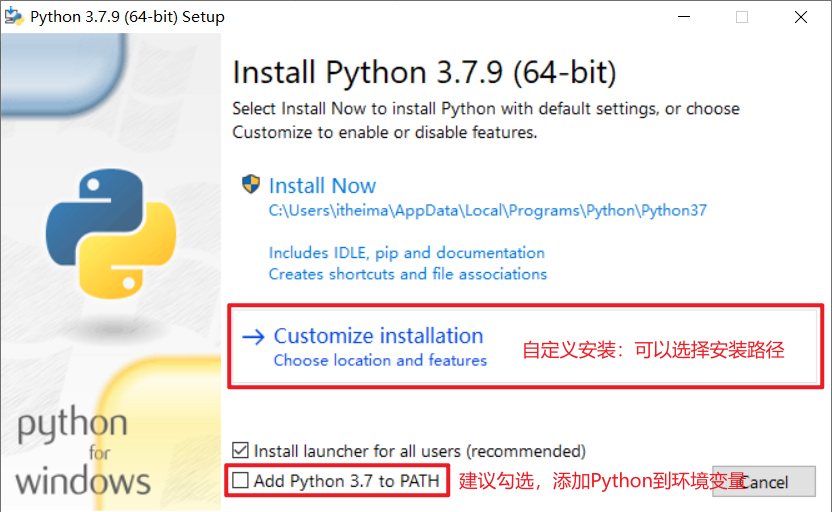 Python 3.7.9 (64-bit) Setup
Install Python 3.7.9 (64-bit)
Select Install Now to install Python with default settings, or choose
Customize to enable or disable features.
Install Now
C:\Users\itheima\AppData\Local\Programs\Python\Python37
Includes IDLE, pip and documentation
Creates shortcuts and file associations
Customize installation
Choose location and features
自定义安装：可以选择安装路径
python
for
windows
Install launcher for all users (recommended)
Add Python 3.7 to PATH
建议勾选，添加Python到环境变量
Cancel